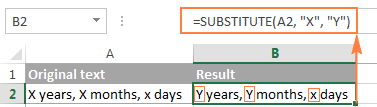 B2
=SUBSTITUTE(A2, "X", "Y")
A B
1 Original text Result
2 X years, X months, x days Y years, Y months, x days